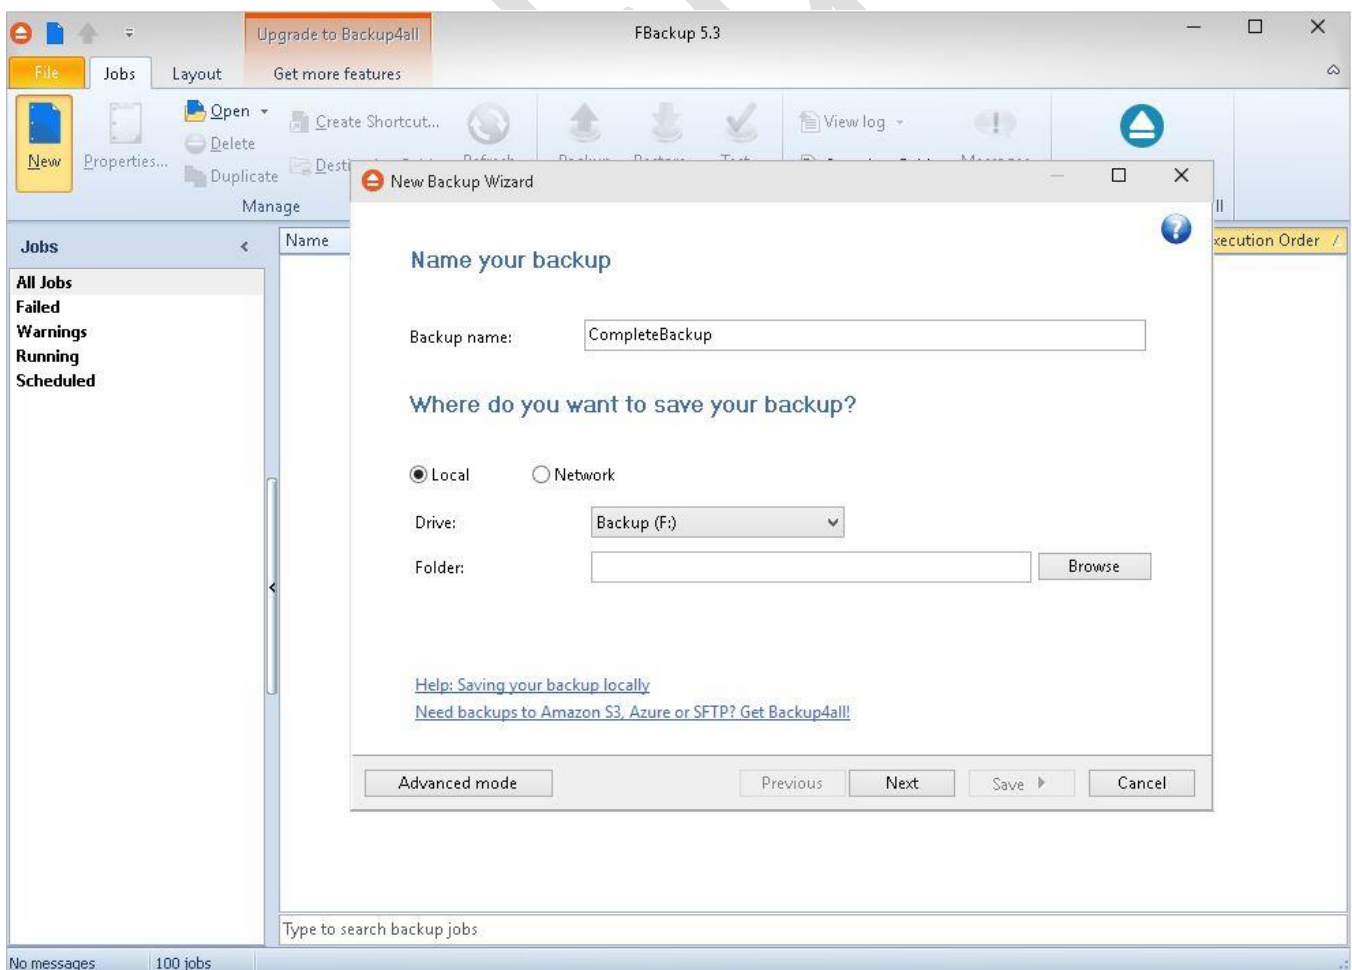 Upgrade to Backup4all
FBackup 5.3
File
Jobs
Layout
Get more features
New
Properties...
Open
Delete
Duplicate
Create Shortcut...
View log
Manage
Jobs
All Jobs
Failed
Warnings
Running
Scheduled
Name
Execution Order
New Backup Wizard
Name your backup
Backup name: CompleteBackup
Where do you want to save your backup?
Local Network
Drive: Backup (F:)
Folder: Browse
Help: Saving your backup locally
Need backups to Amazon S3, Azure or SFTP? Get Backup4all!
Advanced mode Previous Next Save Cancel
Type to search backup jobs
No messages 100 jobs